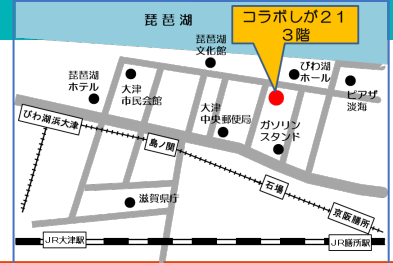 琵琶湖
コラボしが２１
３階
琵琶湖
文化館
びわ湖
ホール
琵琶湖
ホテル
大津
市民会館
ピアザ
淡海
大津
中央郵便局
ガソリン
スタンド
びわ湖浜大津
島ノ関
石場
滋賀県庁
京阪膳所
ＪＲ大津駅
ＪＲ膳所駅